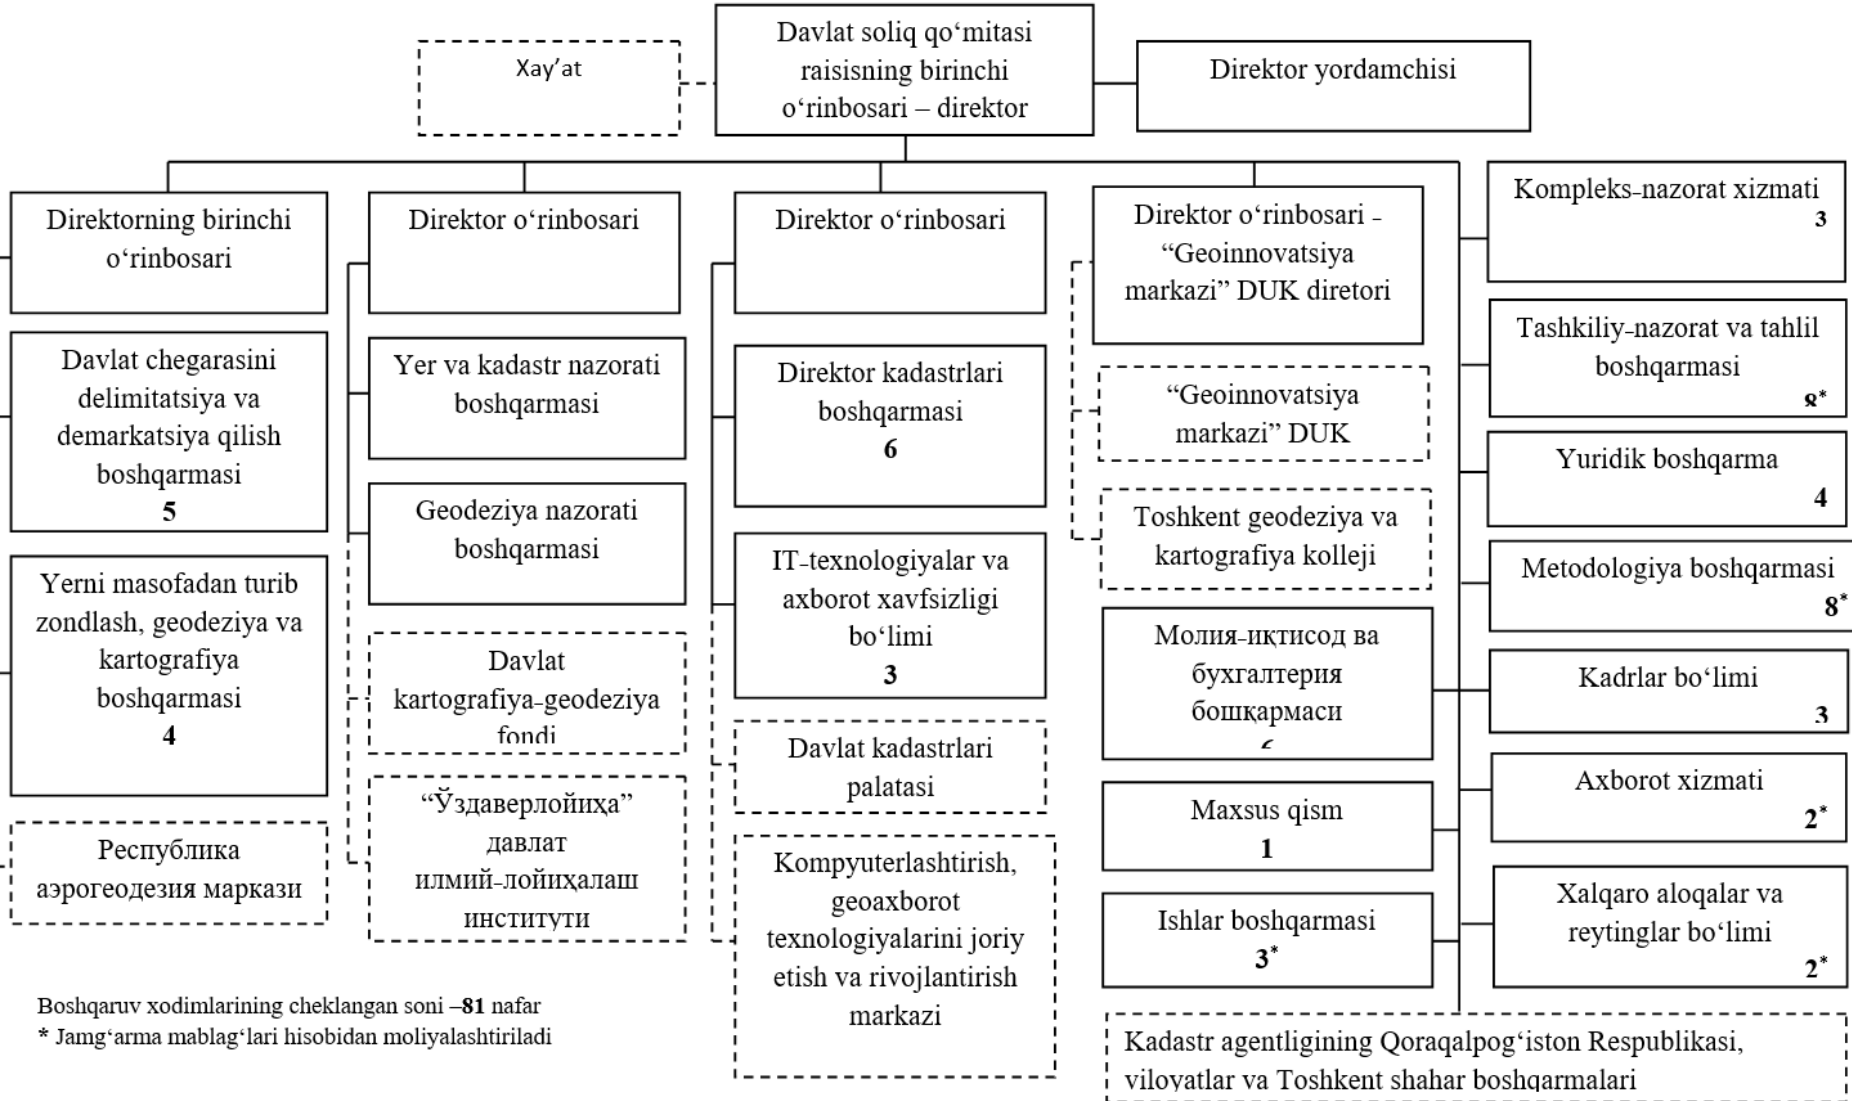 Davlat soliq qo‘mitasi
raisisning birinchi
o‘rinbosari – direktor
Xay’at
Direktor yordamchisi
Direktorning birinchi
o‘rinbosari
Davlat chegarasini
delimitatsiya va
demarkatsiya qilish
boshqarmasi
5
Yerni masofadan turib
zondlash, geodeziya va
kartografiya
boshqarmasi
4
Республика
аэрогеодезия маркази
Direktor o‘rinbosari
Yer va kadastr nazorati
boshqarmasi
Geodeziya nazorati
boshqarmasi
Davlat
kartografiya-geodeziya
fondi
“Ўздаверлойиҳа”
давлат
илмий-лойиҳалаш
институти
Direktor o‘rinbosari
Direktor kadastrlari
boshqarmasi
6
IT-texnologiyalar va
axborot xavfsizligi
bo‘limi
3
Davlat kadastrlari
palatasi
Kompyuterlashtirish,
geoaxborot
texnologiyalarini joriy
etish va rivojlantirish
markazi
Direktor o‘rinbosari -
“Geoinnovatsiya
markazi” DUK diretori
“Geoinnovatsiya
markazi” DUK
Toshkent geodeziya va
kartografiya kolleji
Молия-иқтисод ва
бухгалтерия
бошқармаси
Maxsus qism
1
Ishlar boshqarmasi
3*
Kompleks-nazorat xizmati
3
Tashkiliy-nazorat va tahlil
boshqarmasi
8*
Yuridik boshqarma
4
Metodologiya boshqarmasi
8*
Kadrlar bo‘limi
3
Axborot xizmati
2*
Xalqaro aloqalar va
reytinglar bo‘limi
2*
Kadastr agentligining Qoraqalpog‘iston Respublikasi,
viloyatlar va Toshkent shahar boshqarmalari
Boshqaruv xodimlarining cheklangan soni –81 nafar
* Jamg‘arma mablag‘lari hisobidan moliyalashtiriladi